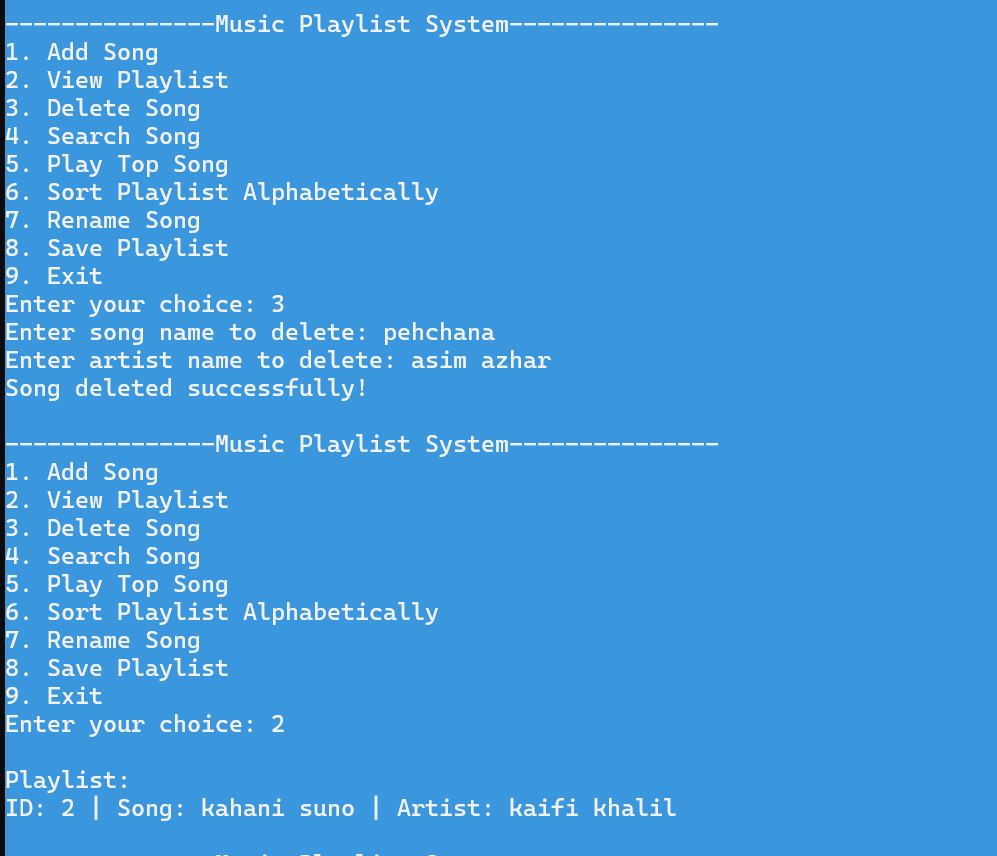 ---------------Music Playlist System---------------
1. Add Song
2. View Playlist
3. Delete Song
4. Search Song
5. Play Top Song
6. Sort Playlist Alphabetically
7. Rename Song
8. Save Playlist
9. Exit
Enter your choice: 3
Enter song name to delete: pehchana
Enter artist name to delete: asim azhar
Song deleted successfully!
---------------Music Playlist System---------------
1. Add Song
2. View Playlist
3. Delete Song
4. Search Song
5. Play Top Song
6. Sort Playlist Alphabetically
7. Rename Song
8. Save Playlist
9. Exit
Enter your choice: 2
Playlist:
ID: 2 | Song: kahani suno | Artist: kaifi khalil